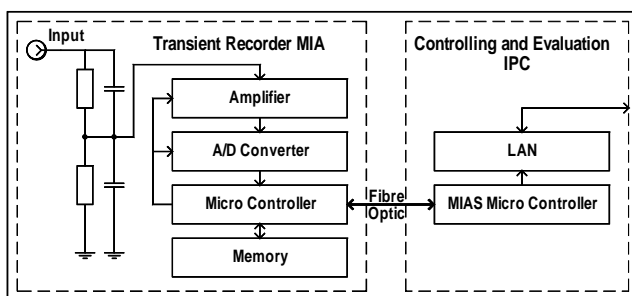 Input
Transient Recorder MIA
Amplifier
A/D Converter
Micro Controller
Memory
Fibre
Optic
Controlling and Evaluation
IPC
LAN
MIAS Micro Controller